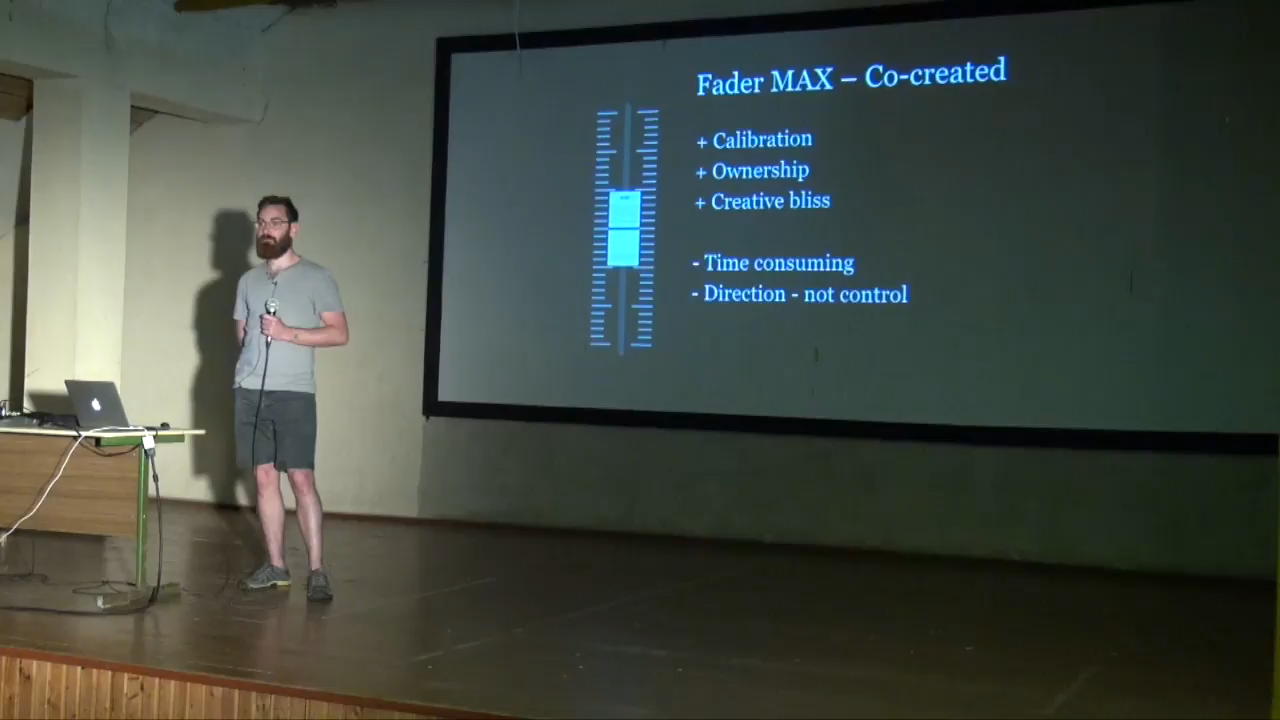 Fader MAX – Co-created
+ Calibration
+ Ownership
+ Creative bliss
- Time consuming
- Direction - not control